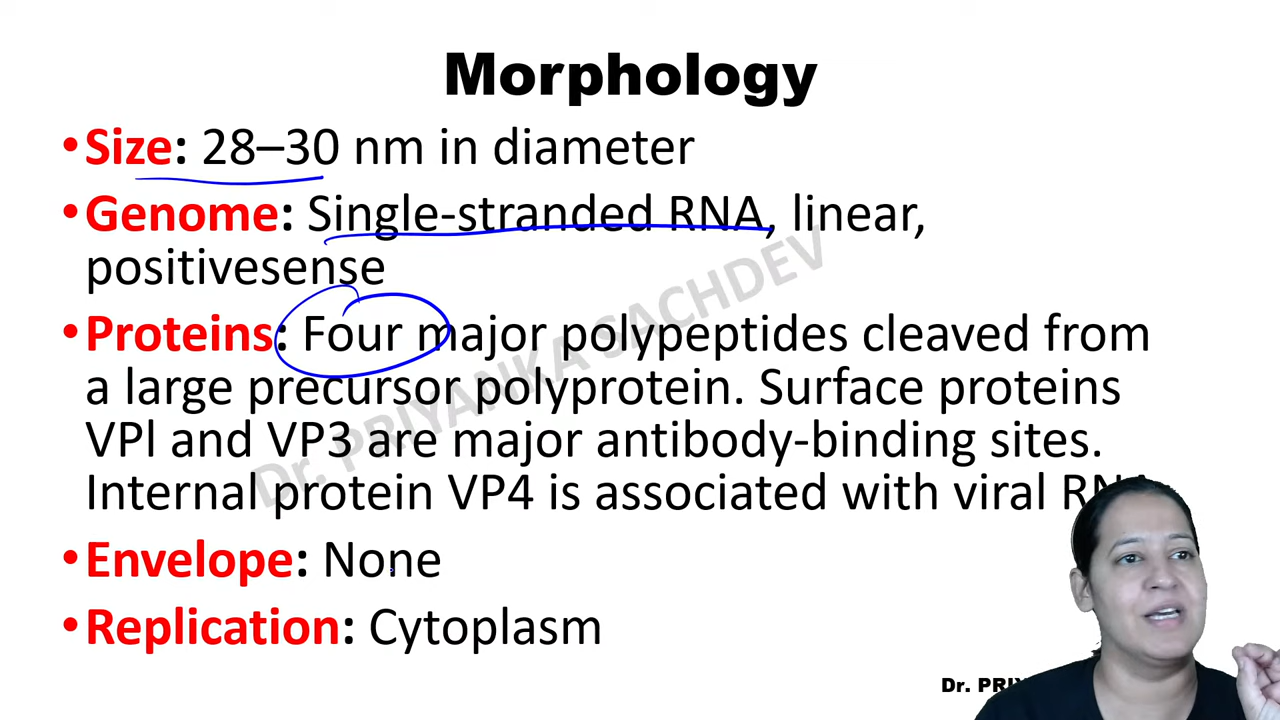 Morphology
•Size: 28–30 nm in diameter
•Genome: Single-stranded RNA, linear,
positivesense
•Proteins: Four major polypeptides cleaved from
a large precursor polyprotein. Surface proteins
VPl and VP3 are major antibody-binding sites.
Internal protein VP4 is associated with viral RNA
•Envelope: None
•Replication: Cytoplasm
Dr. PRIYANKA SACHDEV
Dr.